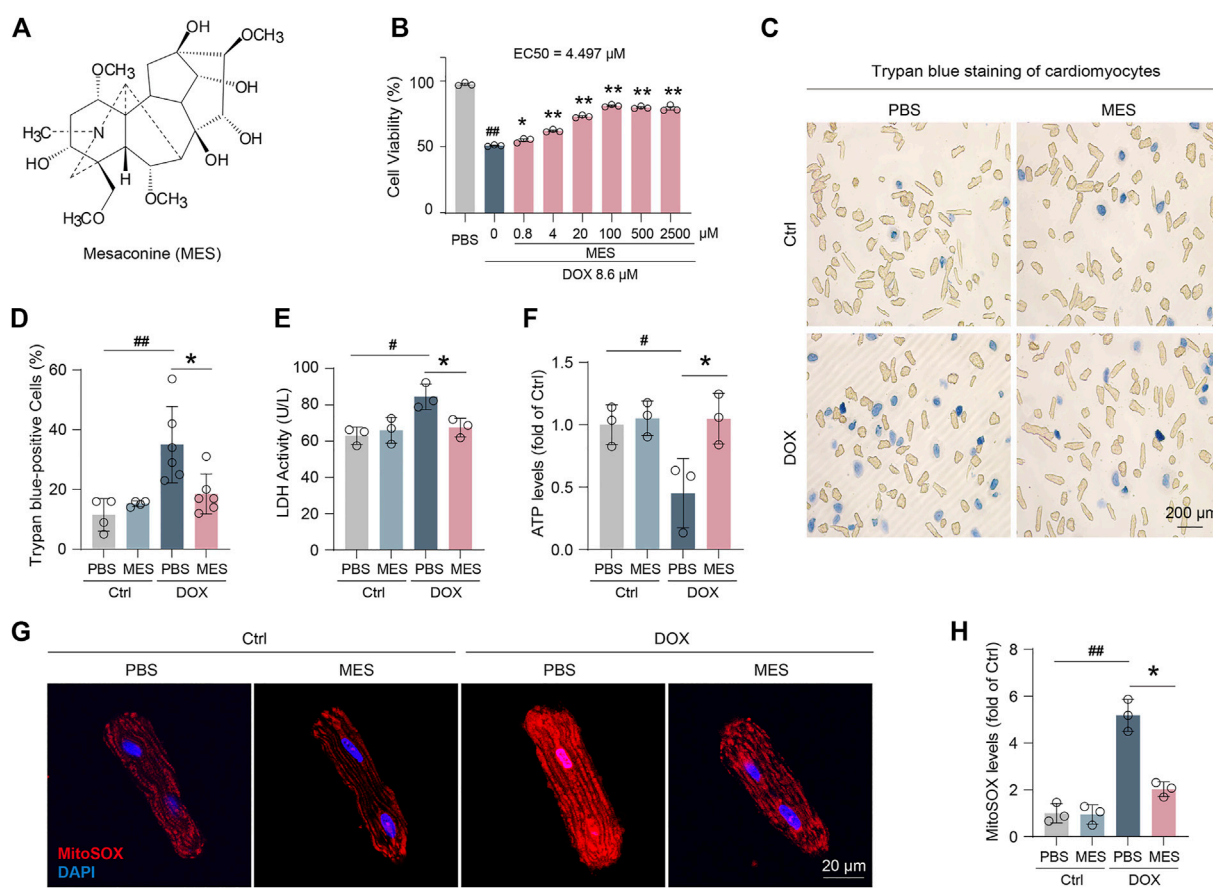 A
OH
OCH3
OCH3
OH
H3C
N
OH
HO
OH
H
OCH3
H3CO
Mesaconine (MES)
B
EC50 = 4.497 μM
Cell Viability (%)
100
50
0
100
##
*
**
**
**
**
**
PBS
0
0.8
4
20
100
500
2500
μM
MES
DOX 8.6 μM
C
Trypan blue staining of cardiomyocytes
PBS
MES
Ctrl
DOX
200 μm
D
Trypan blue-positive Cells (%)
60
40
20
0
##
*
PBS MES PBS MES
Ctrl DOX
E
LDH Activity (U/L)
100
80
60
40
20
0
#
*
PBS MES PBS MES
Ctrl DOX
F
ATP levels (fold of Ctrl)
1.5
1.0
0.5
0.0
#
*
PBS MES PBS MES
Ctrl DOX
G
Ctrl DOX
PBS MES PBS MES
MitoSOX
DAPI
20 μm
H
MitoSOX levels (fold of Ctrl)
8
6
4
2
0
##
*
PBS MES PBS MES
Ctrl DOX